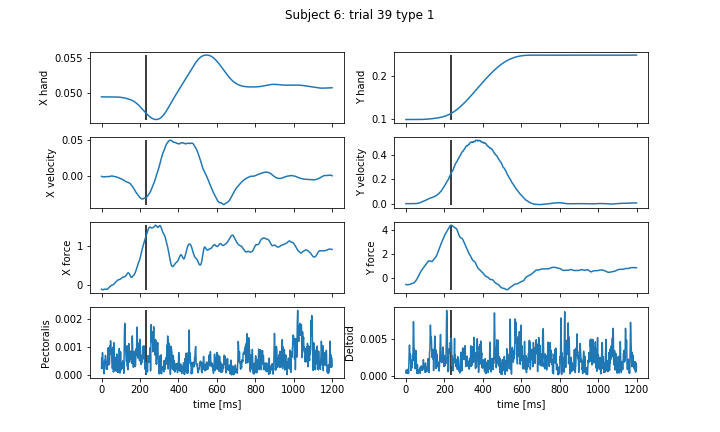 Subject 6: trial 39 type 1
X hand
0.055
0.050
Y hand
0.2
0.1
X velocity
0.05
0.00
Y velocity
0.4
0.2
0.0
X force
1
0
Y force
4
2
0
Pectoralis
0.002
0.001
0.000
0 200 400 600 800 1000 1200
time [ms]
Deltoid
0.005
0.000
0 200 400 600 800 1000 1200
time [ms]